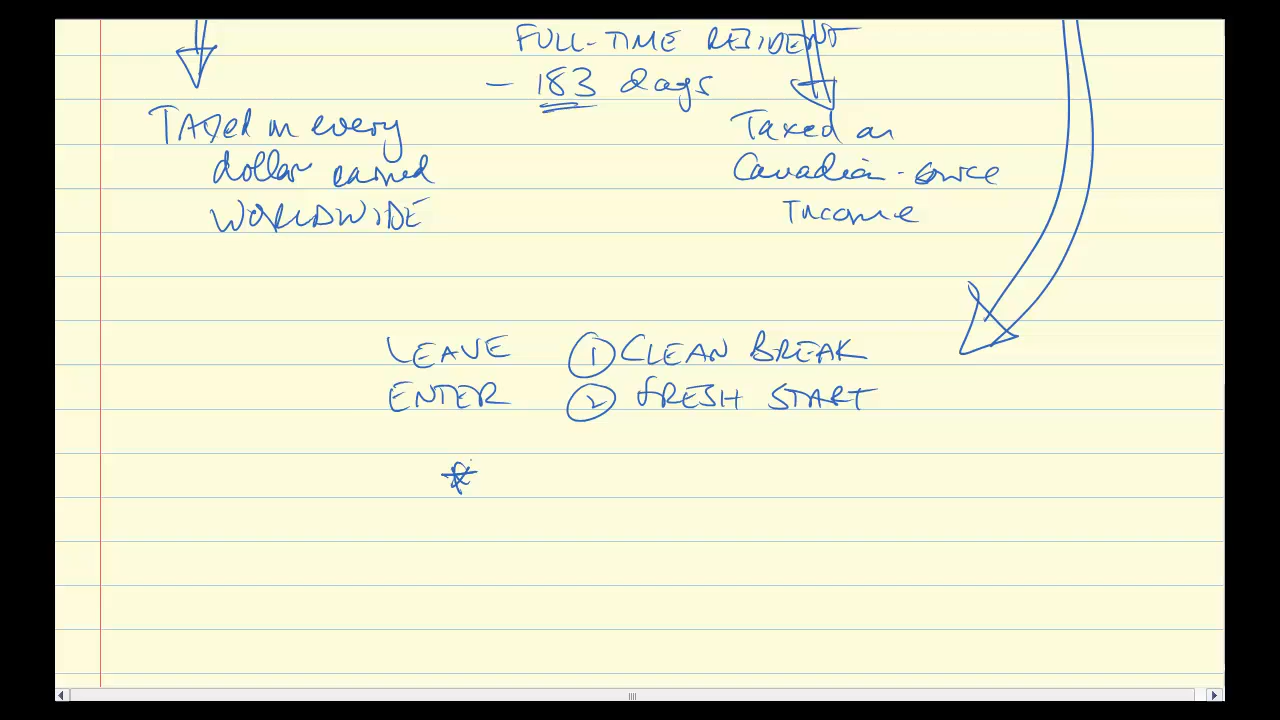 FULL-TIME RESIDENT
- 183 days
TAXed on every
dollar earned
WORLDWIDE
Taxed on
Canadian-source
Income
LEAVE ① CLEAN BREAK
ENTER ② FRESH START
*